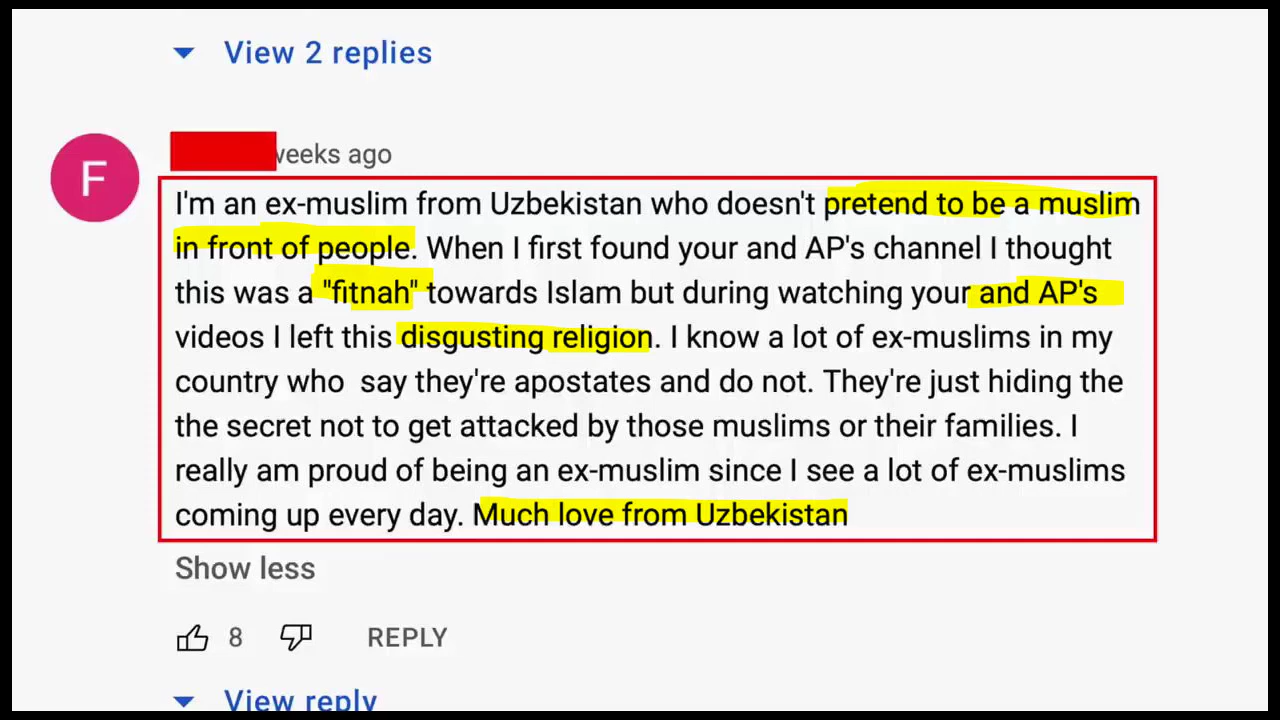 View 2 replies
F
weeks ago
I'm an ex-muslim from Uzbekistan who doesn't pretend to be a muslim
in front of people. When I first found your and AP's channel I thought
this was a "fitnah" towards Islam but during watching your and AP's
videos I left this disgusting religion. I know a lot of ex-muslims in my
country who say they're apostates and do not. They're just hiding the
the secret not to get attacked by those muslims or their families. I
really am proud of being an ex-muslim since I see a lot of ex-muslims
coming up every day. Much love from Uzbekistan
Show less
8 REPLY
View reply